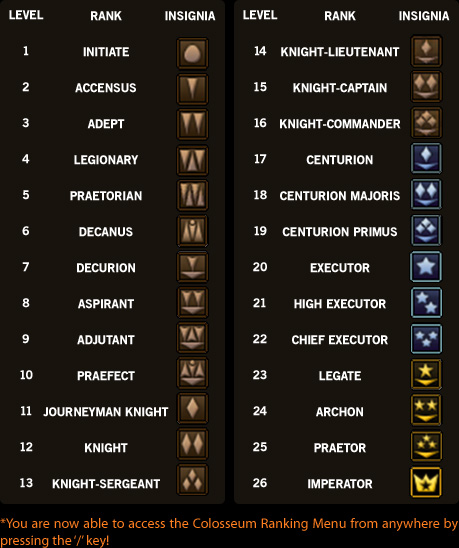 LEVEL RANK INSIGNIA
1 INITIATE
2 ACCENSUS
3 ADEPT
4 LEGIONARY
5 PRAETORIAN
6 DECANUS
7 DECURION
8 ASPIRANT
9 ADJUTANT
10 PRAEFECT
11 JOURNEYMAN KNIGHT
12 KNIGHT
13 KNIGHT-SERGEANT
LEVEL RANK INSIGNIA
14 KNIGHT-LIEUTENANT
15 KNIGHT-CAPTAIN
16 KNIGHT-COMMANDER
17 CENTURION
18 CENTURION MAJORIS
19 CENTURION PRIMUS
20 EXECUTOR
21 HIGH EXECUTOR
22 CHIEF EXECUTOR
23 LEGATE
24 ARCHON
25 PRAETOR
26 IMPERATOR
*You are now able to access the Colosseum Ranking Menu from anywhere by
pressing the '/' key!